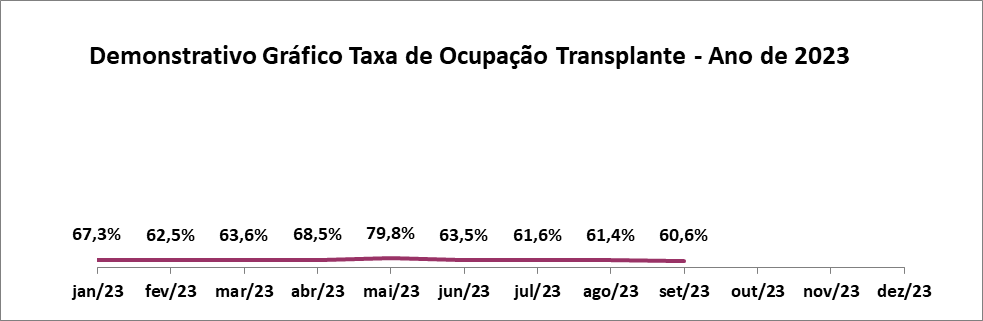 Demonstrativo Gráfico Taxa de Ocupação Transplante - Ano de 2023
67,3% 62,5% 63,6% 68,5% 79,8% 63,5% 61,6% 61,4% 60,6%
jan/23 fev/23 mar/23 abr/23 mai/23 jun/23 jul/23 ago/23 set/23 out/23 nov/23 dez/23